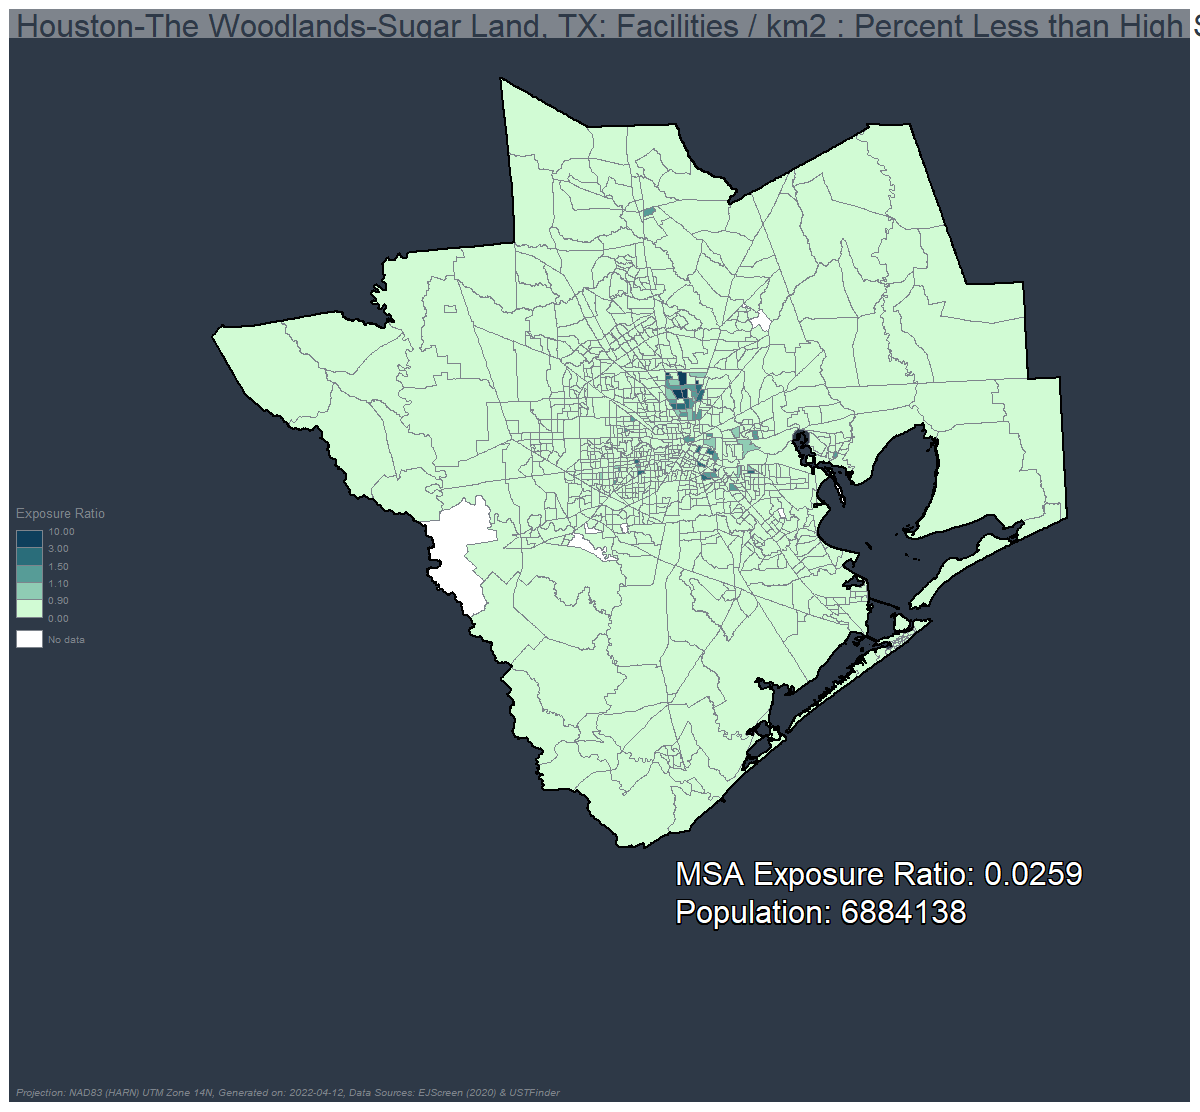 Houston-The Woodlands-Sugar Land, TX: Facilities / km2 : Percent Less than High S
Exposure Ratio
10.00
3.00
1.50
1.10
0.90
0.00
No data
MSA Exposure Ratio: 0.0259
Population: 6884138
Projection: NAD83 (HARN) UTM Zone 14N, Generated on: 2022-04-12, Data Sources: EJScreen (2020) & USTFinder